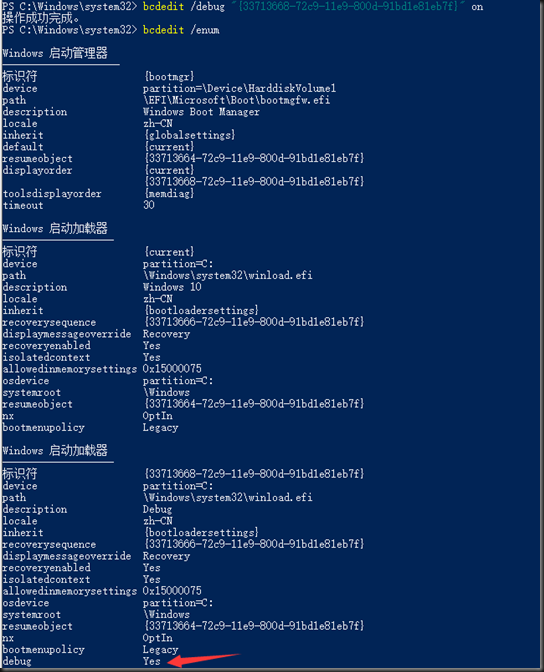 PS C:\Windows\system32> bcdedit /debug "{33713668-72c9-11e9-800d-91bd1e81eb7f}" on
操作成功完成。
PS C:\Windows\system32> bcdedit /enum
Windows 启动管理器
--------------------
标识符 {bootmgr}
device partition=\Device\HarddiskVolume1
path \EFI\Microsoft\Boot\bootmgfw.efi
description Windows Boot Manager
locale zh-CN
inherit {globalsettings}
default {current}
resumeobject {33713664-72c9-11e9-800d-91bd1e81eb7f}
displayorder {current}
{33713668-72c9-11e9-800d-91bd1e81eb7f}
toolsdisplayorder {memdiag}
timeout 30
Windows 启动加载器
-------------------
标识符 {current}
device partition=C:
path \Windows\system32\winload.efi
description Windows 10
locale zh-CN
inherit {bootloadersettings}
recoverysequence {33713666-72c9-11e9-800d-91bd1e81eb7f}
displaymessageoverride Recovery
recoveryenabled Yes
isolatedcontext Yes
allowedinmemorysettings 0x15000075
osdevice partition=C:
systemroot \Windows
resumeobject {33713664-72c9-11e9-800d-91bd1e81eb7f}
nx OptIn
bootmenupolicy Legacy
Windows 启动加载器
-------------------
标识符 {33713668-72c9-11e9-800d-91bd1e81eb7f}
device partition=C:
path \Windows\system32\winload.efi
description Debug
locale zh-CN
inherit {bootloadersettings}
recoverysequence {33713666-72c9-11e9-800d-91bd1e81eb7f}
displaymessageoverride Recovery
recoveryenabled Yes
isolatedcontext Yes
allowedinmemorysettings 0x15000075
osdevice partition=C:
systemroot \Windows
resumeobject {33713664-72c9-11e9-800d-91bd1e81eb7f}
nx OptIn
bootmenupolicy Legacy
debug Yes